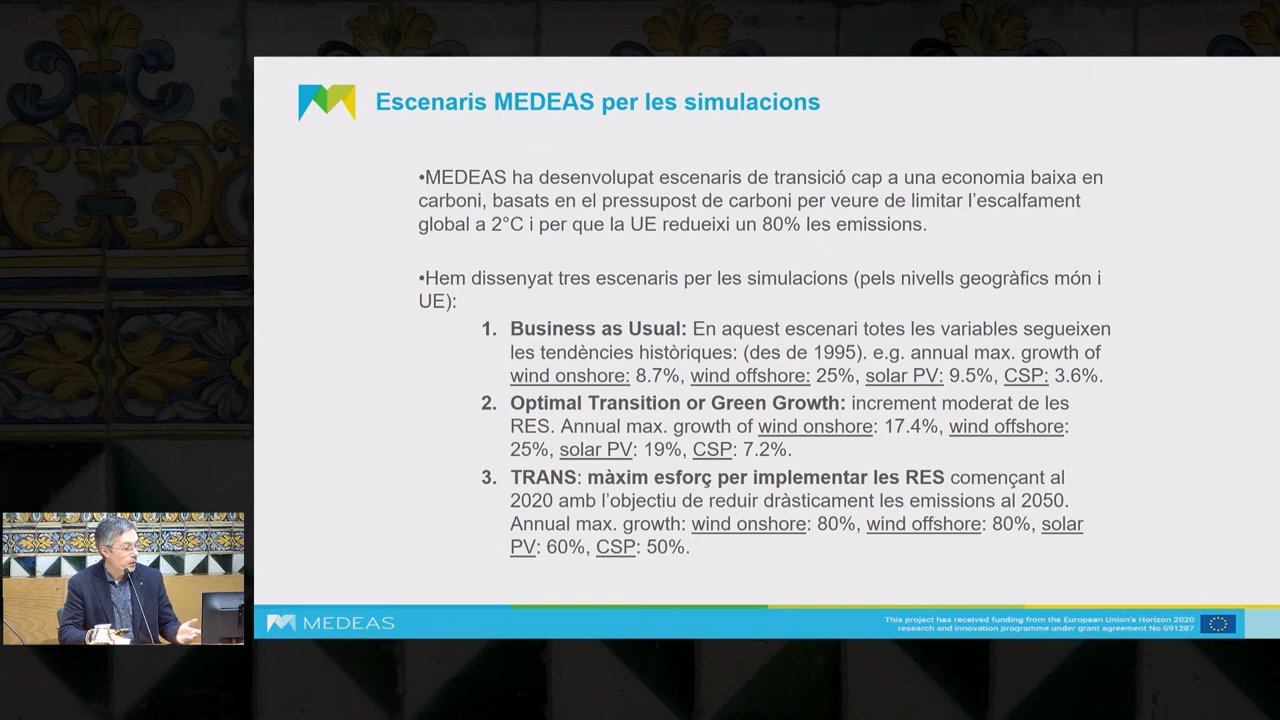 Escenaris MEDEAS per les simulacions
•MEDEAS ha desenvolupat escenaris de transició cap a una economia baixa en
carboni, basats en el pressupost de carboni per veure de limitar l’escalfament
global a 2°C i per que la UE redueixi un 80% les emissions.
•Hem dissenyat tres escenaris per les simulacions (pels nivells geogràfics món i
UE):
1. Business as Usual: En aquest escenari totes les variables segueixen
les tendències històriques: (des de 1995). e.g. annual max. growth of
wind onshore: 8.7%, wind offshore: 25%, solar PV: 9.5%, CSP: 3.6%.
2. Optimal Transition or Green Growth: increment moderat de les
RES. Annual max. growth of wind onshore: 17.4%, wind offshore:
25%, solar PV: 19%, CSP: 7.2%.
3. TRANS: màxim esforç per implementar les RES començant al
2020 amb l’objectiu de reduir dràsticament les emissions al 2050.
Annual max. growth: wind onshore: 80%, wind offshore: 80%, solar
PV: 60%, CSP: 50%.
MEDEAS
This project has received funding from the European Union's Horizon 2020
research and innovation programme under grant agreement No 691287